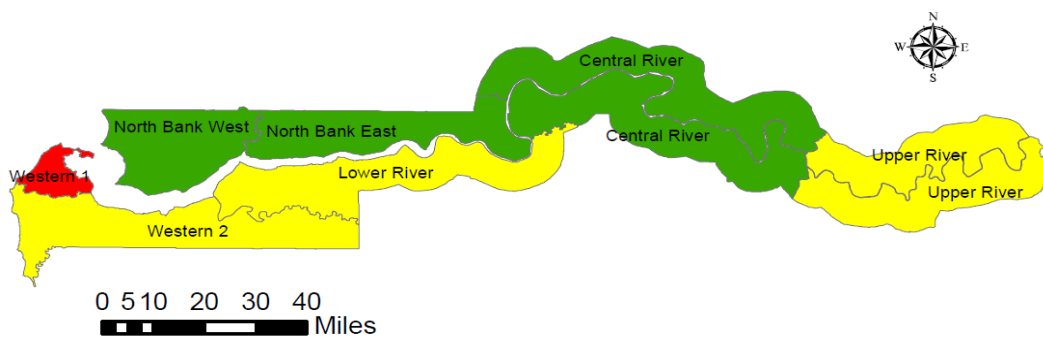 N
W E
S
Central River
North Bank West
North Bank East
Central River
Upper River
Lower River
Western 1
Upper River
Western 2
0 5 10 20 30 40
Miles